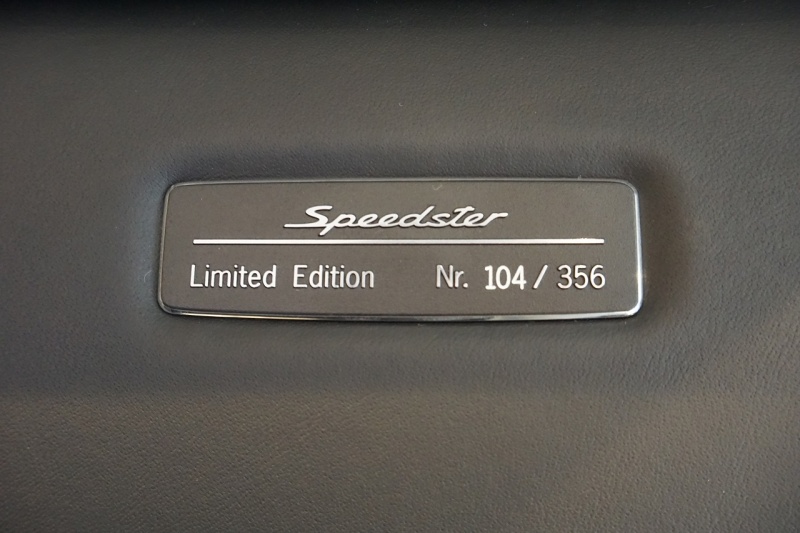 Speedster
Limited Edition Nr. 104 / 356